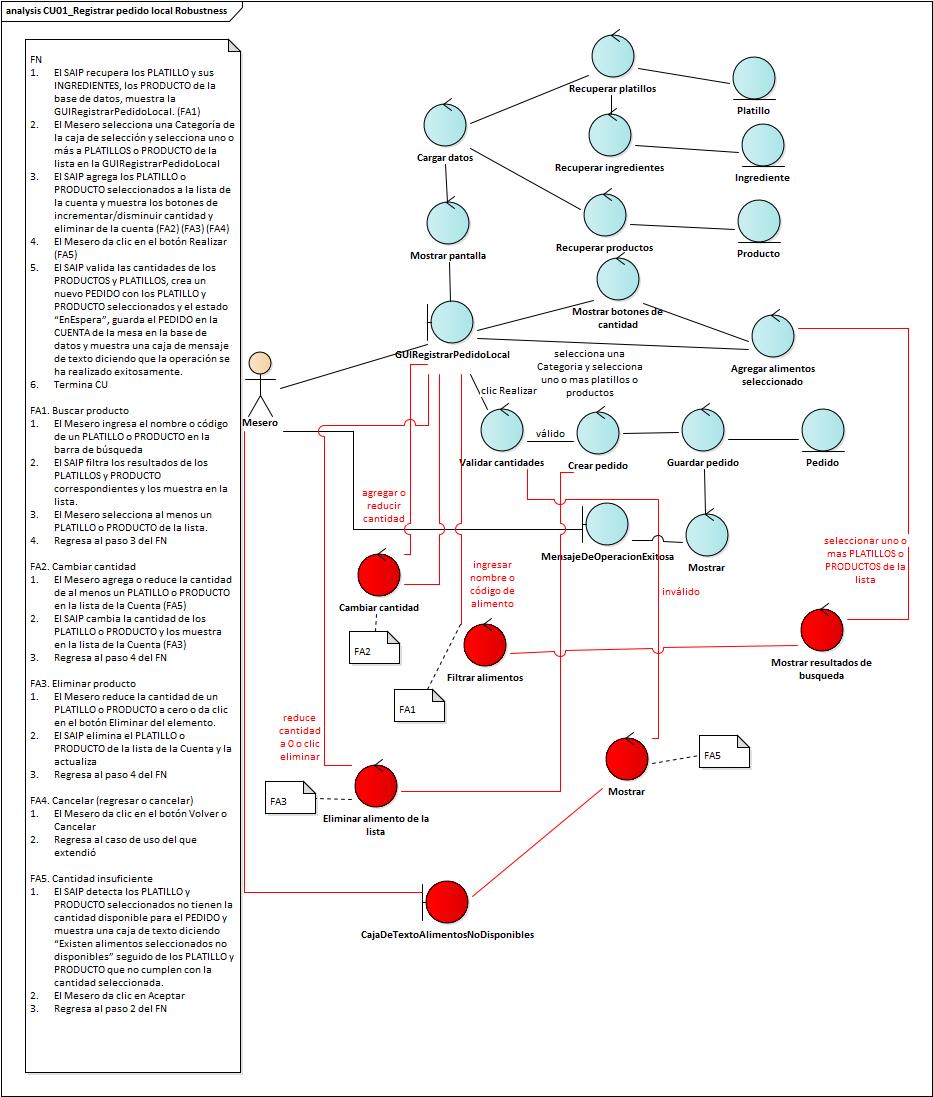 analysis CU01_Registrar pedido local Robustness
FN
1. El SAIP recupera los PLATILLO y sus
INGREDIENTES, los PRODUCTO de la
base de datos, muestra la
GUIRegistrarPedidoLocal. (FA1)
2. El Mesero selecciona una Categoría de
la caja de selección y selecciona uno o
más a PLATILLOS o PRODUCTO de la
lista en la GUIRegistrarPedidoLocal
3. El SAIP agrega los PLATILLO o
PRODUCTO seleccionados a la lista de
la cuenta y muestra los botones de
incrementar/disminuir cantidad y
eliminar de la cuenta (FA2) (FA3) (FA4)
4. El Mesero da clic en el botón Realizar
(FA5)
5. El SAIP valida las cantidades de los
PRODUCTOS y PLATILLOS, crea un
nuevo PEDIDO con los PLATILLO y
PRODUCTO seleccionados y el estado
“EnEspera”, guarda el PEDIDO en la
CUENTA de la mesa en la base de
datos y muestra una caja de mensaje
de texto diciendo que la operación se
ha realizado exitosamente.
6. Termina CU
FA1. Buscar producto
1. El Mesero ingresa el nombre o código
de un PLATILLO o PRODUCTO en la
barra de búsqueda
2. El SAIP filtra los resultados de los
PLATILLOS y PRODUCTO
correspondientes y los muestra en la
lista.
3. El Mesero selecciona al menos un
PLATILLO o PRODUCTO de la lista.
4. Regresa al paso 3 del FN
FA2. Cambiar cantidad
1. El Mesero agrega o reduce la cantidad
de al menos un PLATILLO o PRODUCTO
en la lista de la Cuenta (FA5)
2. El SAIP cambia la cantidad de los
PLATILLO o PRODUCTO y los muestra
en la lista de la Cuenta (FA3)
3. Regresa al paso 4 del FN
FA3. Eliminar producto
1. El Mesero reduce la cantidad de un
PLATILLO o PRODUCTO a cero o da clic
en el botón Eliminar del elemento.
2. El SAIP elimina el PLATILLO o
PRODUCTO de la lista de la Cuenta y la
actualiza
3. Regresa al paso 4 del FN
FA4. Cancelar (regresar o cancelar)
1. El Mesero da clic en el botón Volver o
Cancelar
2. Regresa al caso de uso del que
extendió
FA5. Cantidad insuficiente
1. El SAIP detecta los PLATILLO y
PRODUCTO seleccionados no tienen la
cantidad disponible para el PEDIDO y
muestra una caja de texto diciendo
“Existen alimentos seleccionados no
disponibles” seguido de los PLATILLO y
PRODUCTO que no cumplen con la
cantidad seleccionada.
2. El Mesero da clic en Aceptar
3. Regresa al paso 2 del FN
Recuperar platillos
Platillo
Cargar datos
Recuperar ingredientes
Ingrediente
Recuperar productos
Producto
Mostrar pantalla
Mostrar botones de
cantidad
GUIRegistrarPedidoLocal
Agregar alimentos
seleccionado
selecciona una
Categoria y selecciona
uno o mas platillos o
productos
Mesero
clic Realizar
Validar cantidades
válido
Crear pedido
Guardar pedido
Pedido
agregar o
reducir
cantidad
MensajeDeOperacionExitosa
Mostrar
seleccionar uno o
mas PLATILLOS o
PRODUCTOS de la
lista
Cambiar cantidad
ingresar
nombre o
código de
alimento
inválido
FA2
Filtrar alimentos
Mostrar resultados de
busqueda
FA1
reduce
cantidad
a 0 o clic
eliminar
FA3
Eliminar alimento de la
lista
Mostrar
FA5
CajaDeTextoAlimentosNoDisponibles